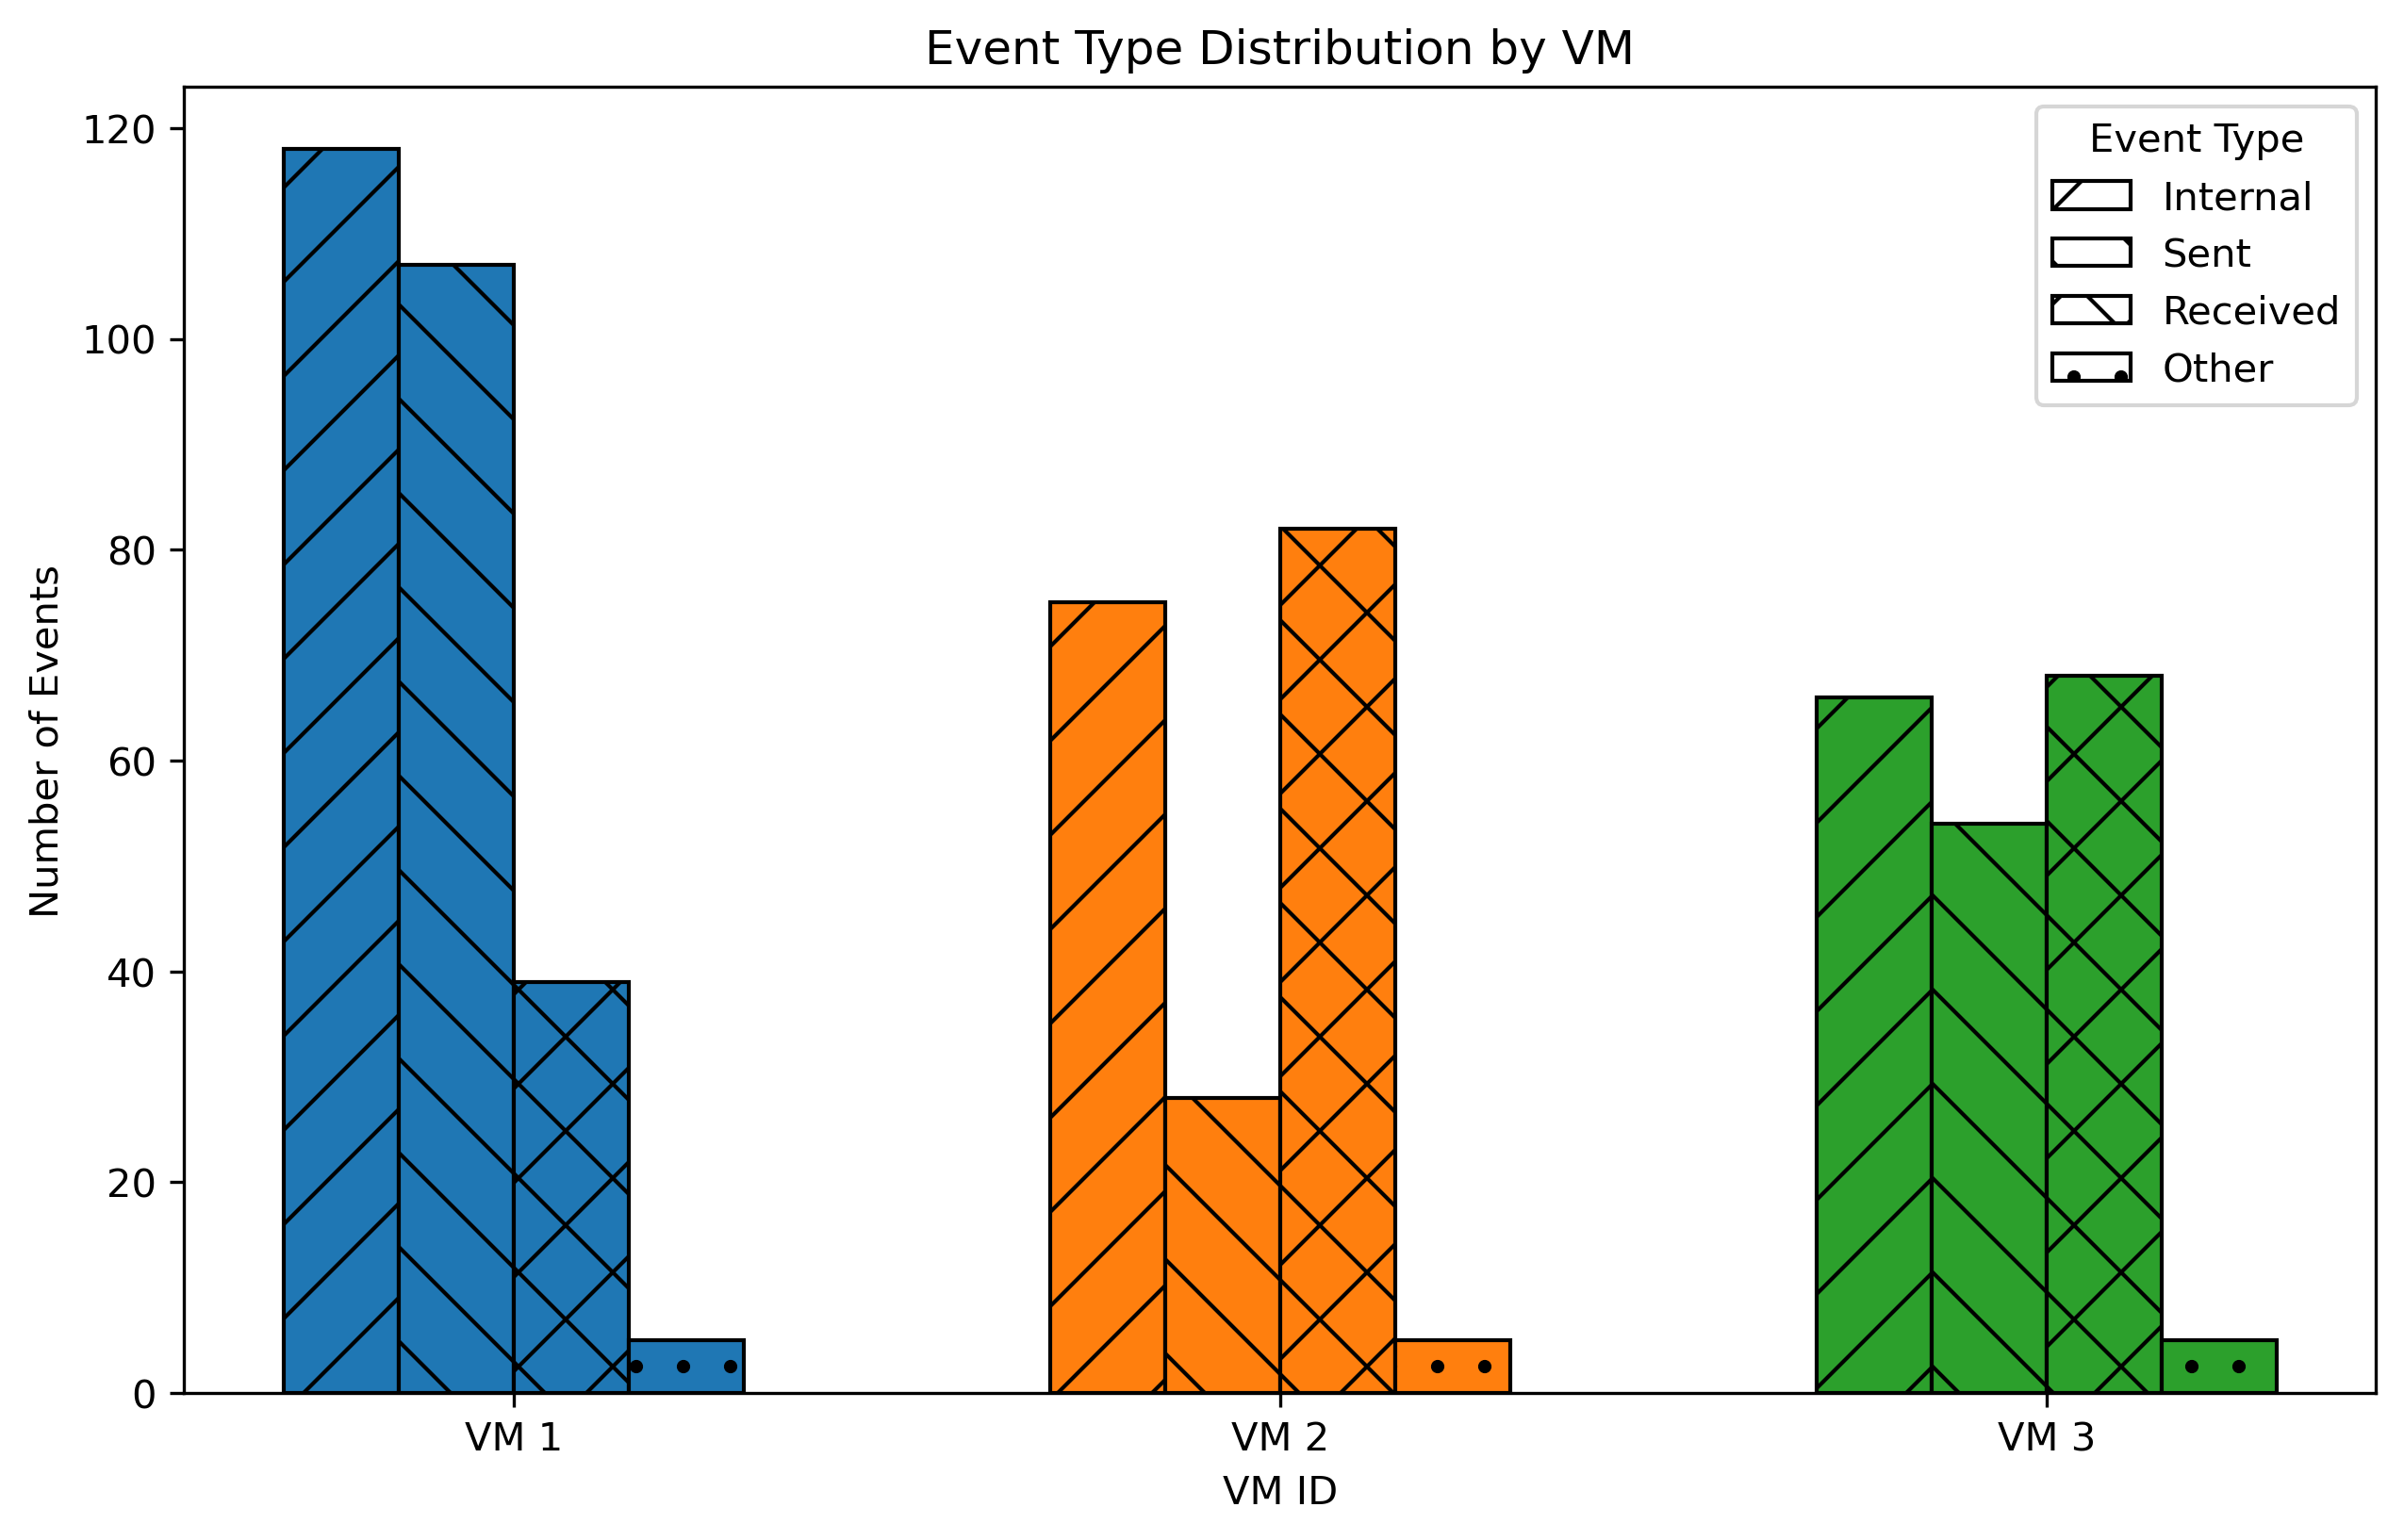 Event Type Distribution by VM
120
100
80
60
40
20
0
Number of Events
Event Type
Internal
Sent
Received
Other
VM 1
VM 2
VM 3
VM ID